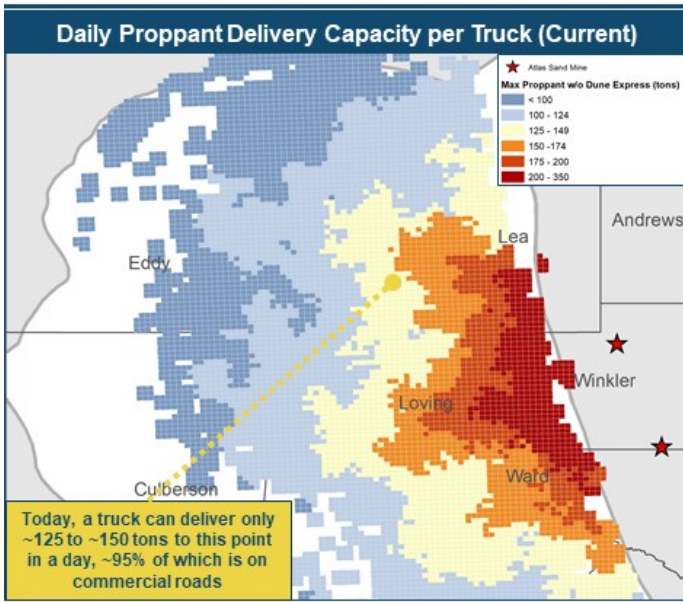 Daily Proppant Delivery Capacity per Truck (Current)
Atlas Sand Mine
Max Proppant w/o Dune Express (tons)
< 100
100 - 124
125 - 149
150 -174
175 - 200
200 - 350
Andrews
Lea
Eddy
Winkler
Loving
Ward
Culberson
Today, a truck can deliver only
~125 to ~150 tons to this point
in a day, ~95% of which is on
commercial roads